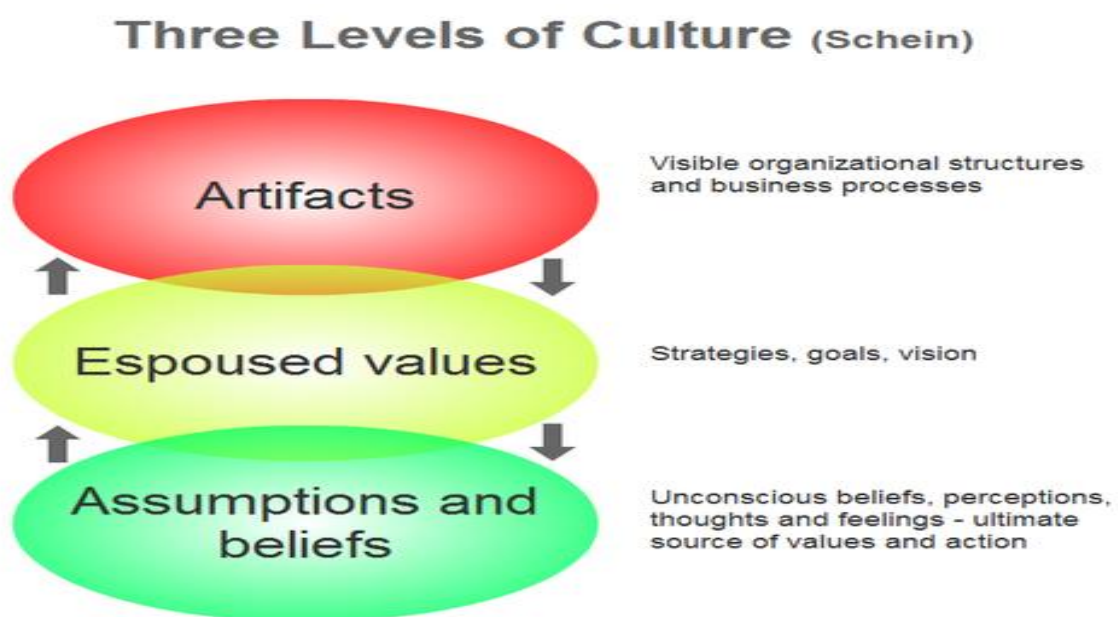 Three Levels of Culture (Schein)
Artifacts
Visible organizational structures
and business processes
Espoused values
Strategies, goals, vision
Assumptions and
beliefs
Unconscious beliefs, perceptions,
thoughts and feelings - ultimate
source of values and action